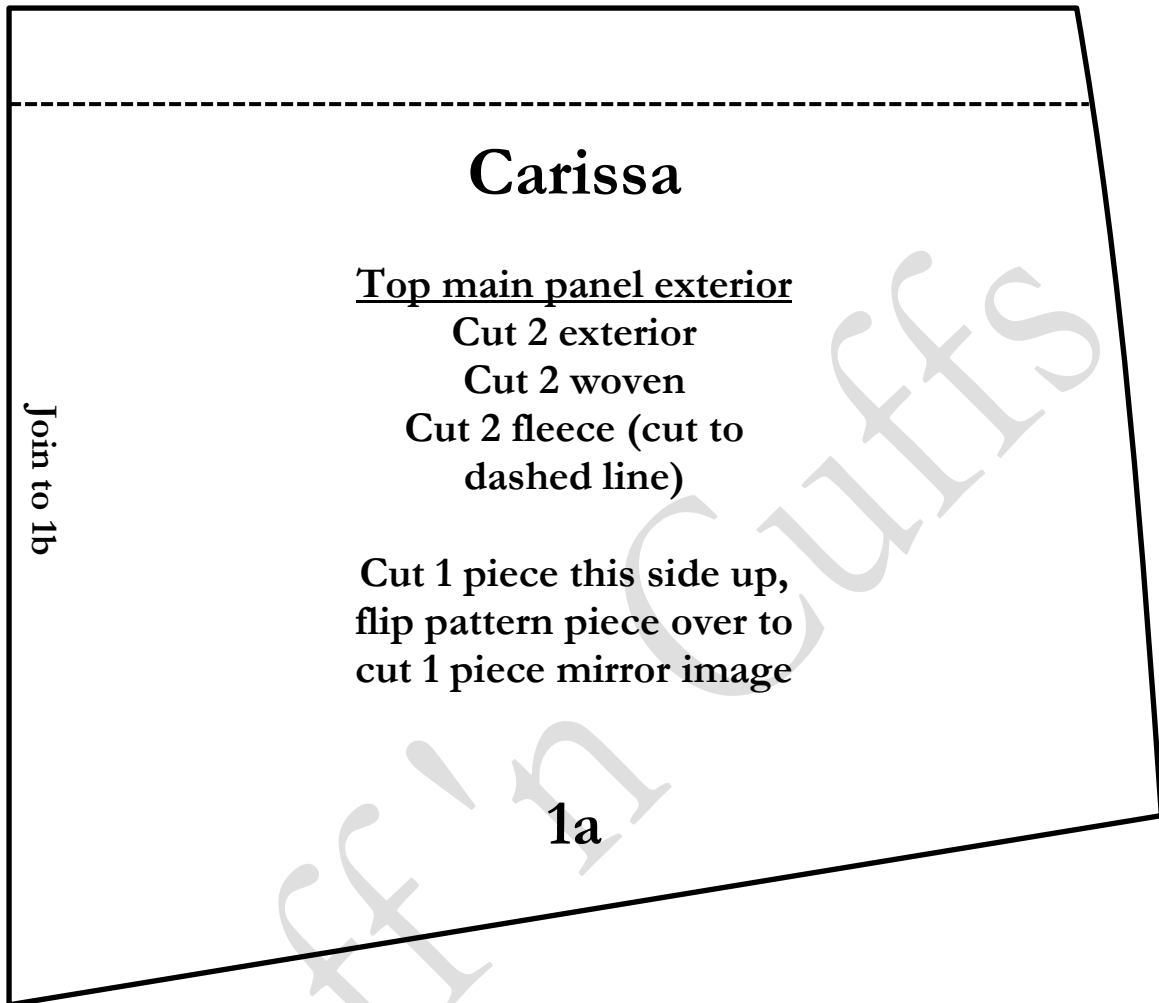 Carissa
Top main panel exterior
Cut 2 exterior
Cut 2 woven
Cut 2 fleece (cut to
dashed line)
Join to 1b
Cut 1 piece this side up,
flip pattern piece over to
cut 1 piece mirror image
1a
ff 'n Cuffs